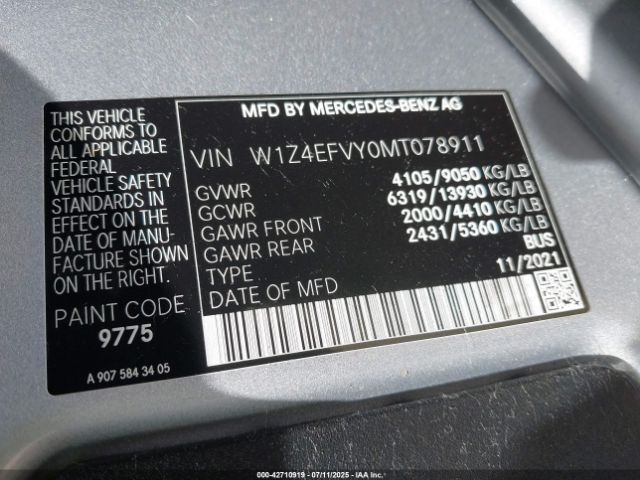 THIS VEHICLE
CONFORMS TO
ALL APPLICABLE
FEDERAL
VEHICLE SAFETY
STANDARDS IN
EFFECT ON THE
DATE OF MANU-
FACTURE SHOWN
ON THE RIGHT.
PAINT CODE
9775
A 907 584 34 05
MFD BY MERCEDES-BENZ AG
VIN W1Z4EFVY0MT078911
GVWR 4105/9050 KG/LB
GCWR 6319/13930 KG/LB
GAWR FRONT 2000/4410 KG/LB
GAWR REAR 2431/5360 KG/LB
TYPE BUS
DATE OF MFD 11/2021
000-42710919 - 07/11/2025 - IAA Inc.